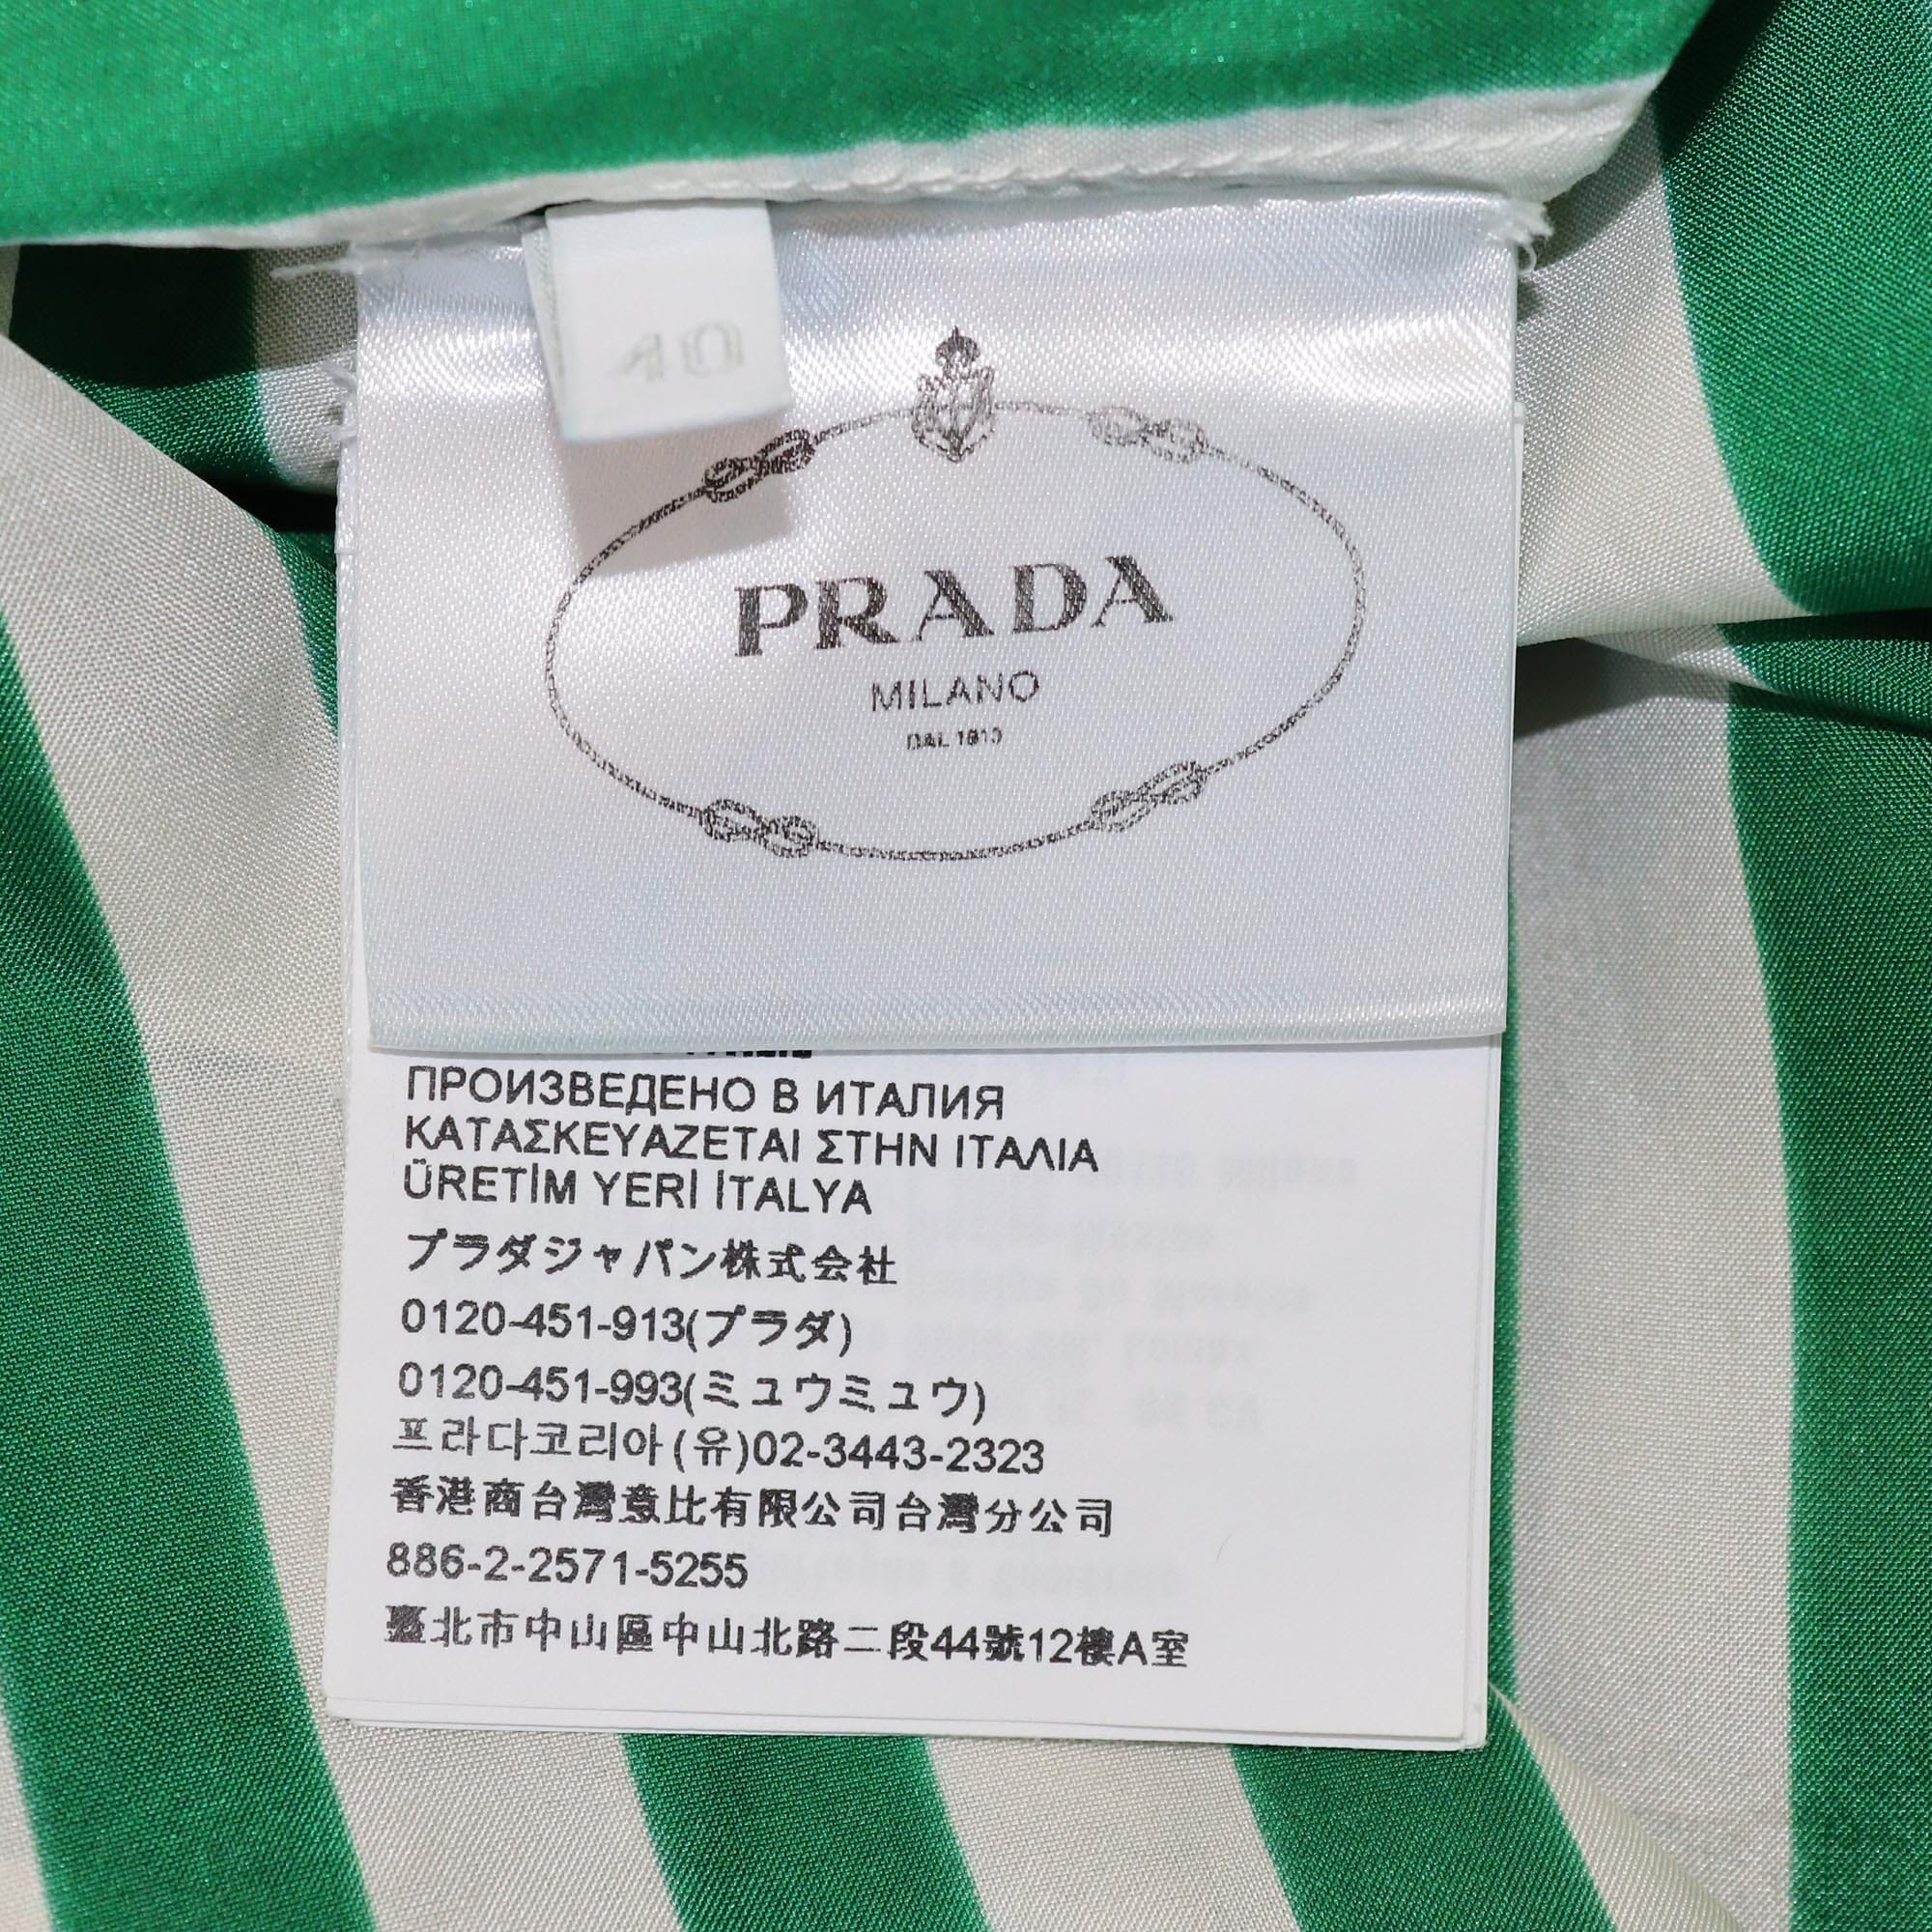 40
PRADA
MILANO
DAL 1913
ПРОИЗВЕДЕНО В ИТАЛИЯ
ΚΑΤΑΣΚΕΥΑΖΕΤΑΙ ΣΤΗΝ ΙΤΑΛΙΑ
ÜRETİM YERİ İTALYA
プラダジャパン株式会社
0120-451-913(プラダ)
0120-451-993(ミュウミュウ)
프라다코리아(유)02-3443-2323
香港商台灣意比有限公司台灣分公司
886-2-2571-5255
臺北市中山區中山北路二段44號12樓A室